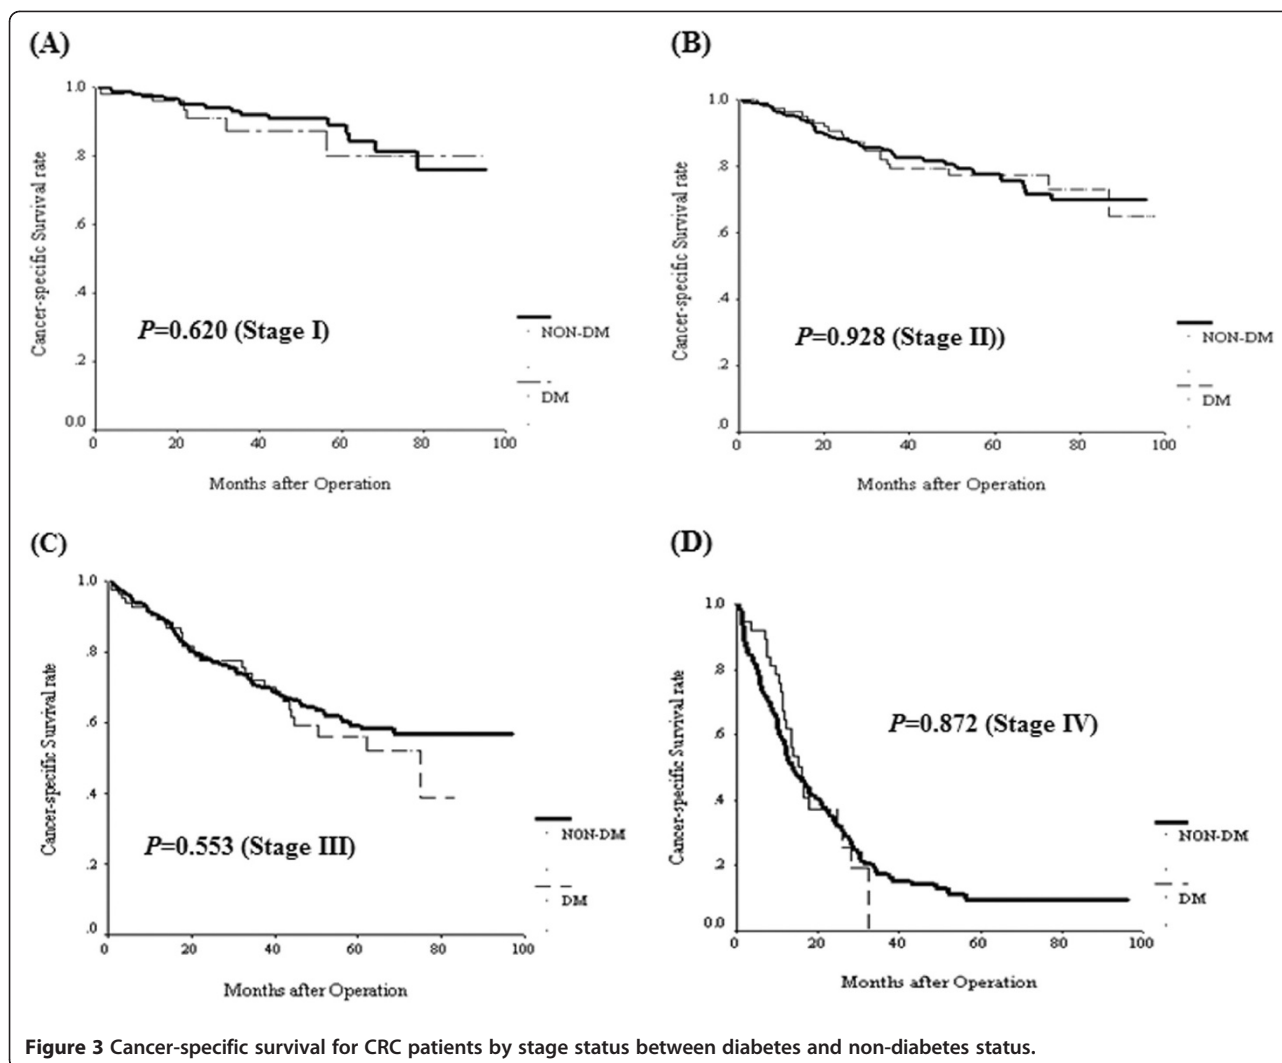 (A)
1.0
.8
.6
.4
.2
0.0
Cancer-specific Survival rate
P=0.620 (Stage I)
NON-DM
DM
0 20 40 60 80 100
Months after Operation
(B)
1.0
.8
.6
.4
.2
.0
Cancer-specific Survival rate
P=0.928 (Stage II))
NON-DM
DM
0 20 40 60 80 100
Months after Operation
(C)
1.0
.8
.6
.4
.2
.0
Cancer-specific Survival rate
P=0.553 (Stage III)
NON-DM
DM
0 20 40 60 80 100
Months after Operation
(D)
1.0
.8
.6
.4
.2
0.0
Cancer-specific Survival rate
P=0.872 (Stage IV)
NON-DM
DM
0 20 40 60 80 100
Months after Operation
Figure 3 Cancer-specific survival for CRC patients by stage status between diabetes and non-diabetes status.